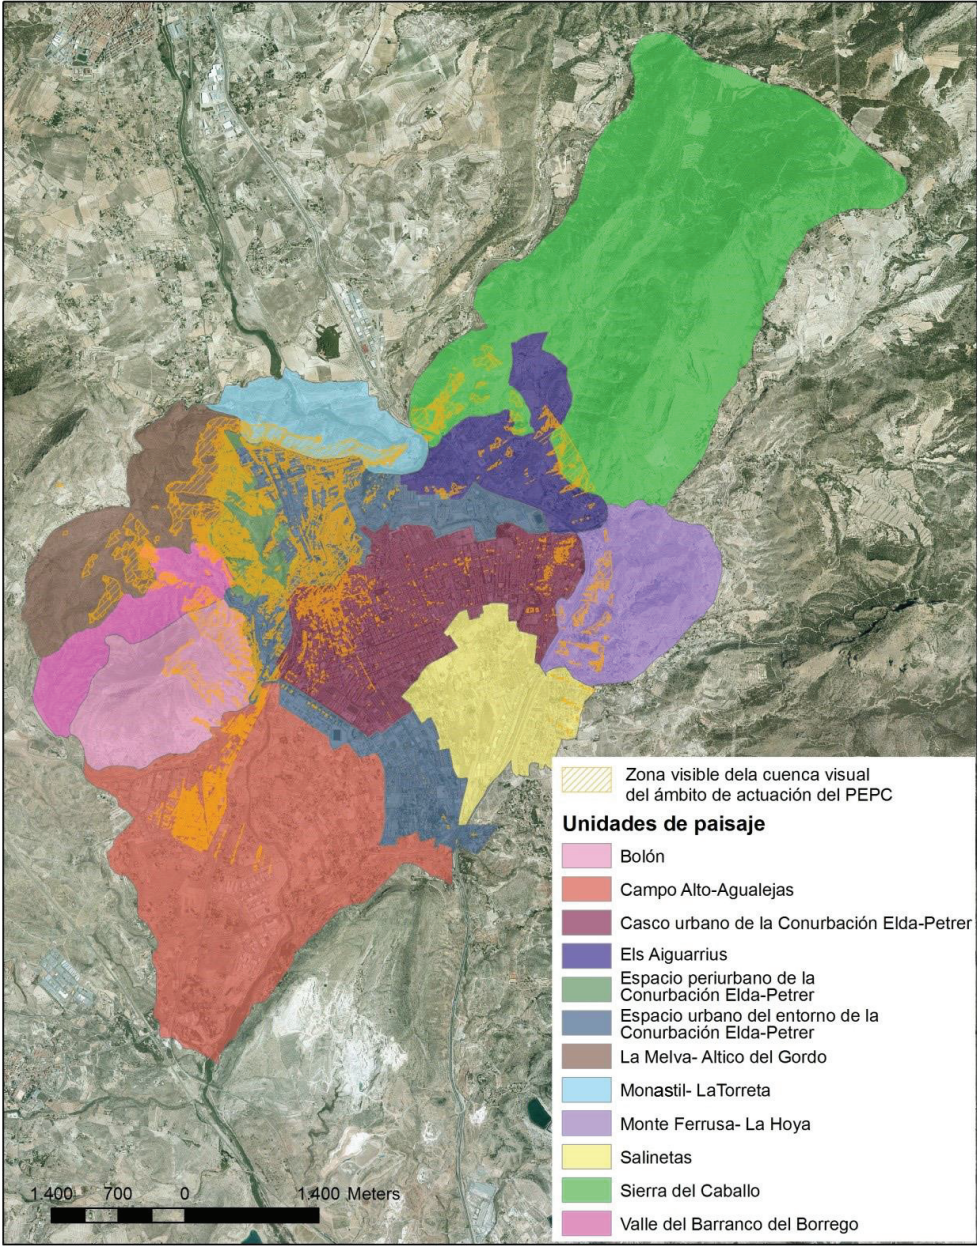 Zona visible dela cuenca visual
del ámbito de actuación del PEPC
Unidades de paisaje
Bolón
Campo Alto-Agualejas
Casco urbano de la Conurbación Elda-Petrer
Els Aiguarrius
Espacio periurbano de la
Conurbación Elda-Petrer
Espacio urbano del entorno de la
Conurbación Elda-Petrer
La Melva- Altico del Gordo
Monastil- LaTorreta
Monte Ferrusa- La Hoya
Salinetas
Sierra del Caballo
Valle del Barranco del Borrego
1.400 700 0 1.400 Meters